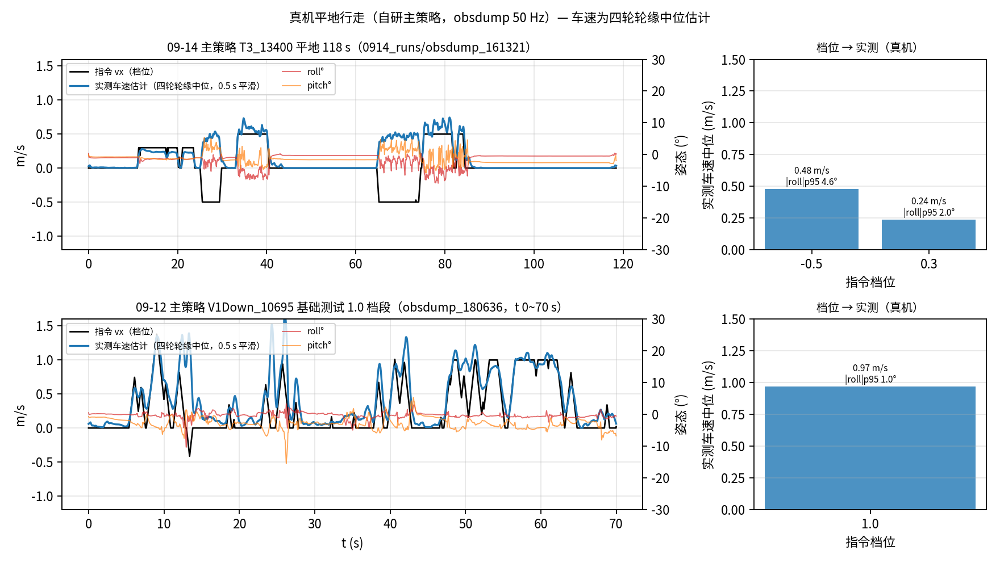 真机平地行走（自研主策略，obsdump 50 Hz）— 车速为四轮轮缘中位估计
09-14 主策略 T3_13400 平地 118 s（0914_runs/obsdump_161321）
指令 vx（档位）
实测车速估计（四轮轮缘中位，0.5 s 平滑）
roll°
pitch°
1.5
1.0
0.5
0.0
-0.5
-1.0
m/s
30
20
10
0
-10
-20
-30
姿态 (°)
0 20 40 60 80 100 120
档位 → 实测（真机）
1.50
1.25
1.00
0.75
0.50
0.25
0.00
实测车速中位 (m/s)
0.48 m/s
|roll|p95 4.6°
0.24 m/s
|roll|p95 2.0°
-0.5 0.3
指令档位
09-12 主策略 V1Down_10695 基础测试 1.0 档段（obsdump_180636，t 0~70 s）
指令 vx（档位）
实测车速估计（四轮轮缘中位，0.5 s 平滑）
roll°
pitch°
1.5
1.0
0.5
0.0
-0.5
-1.0
m/s
30
20
10
0
-10
-20
-30
姿态 (°)
0 10 20 30 40 50 60 70
t (s)
档位 → 实测（真机）
1.50
1.25
1.00
0.75
0.50
0.25
0.00
实测车速中位 (m/s)
0.97 m/s
|roll|p95 1.0°
1.0
指令档位